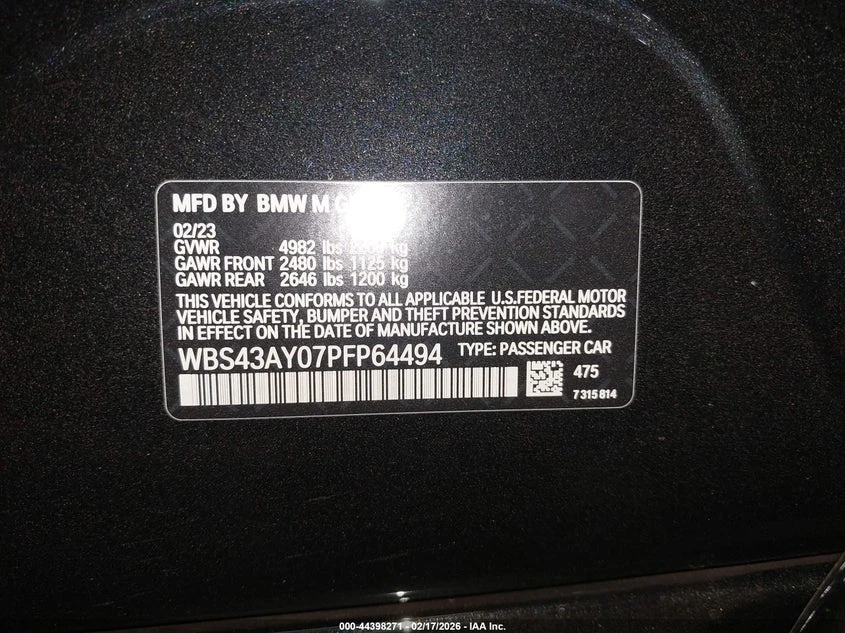 MFD BY BMW M G
02/23
GVWR 4982 lbs kg
GAWR FRONT 2480 lbs 1125 kg
GAWR REAR 2646 lbs 1200 kg
THIS VEHICLE CONFORMS TO ALL APPLICABLE U.S.FEDERAL MOTOR
VEHICLE SAFETY, BUMPER AND THEFT PREVENTION STANDARDS
IN EFFECT ON THE DATE OF MANUFACTURE SHOWN ABOVE.
WBS43AY07PFP64494 TYPE: PASSENGER CAR
475
7315814
000-44398271 - 02/17/2026 - IAA Inc.